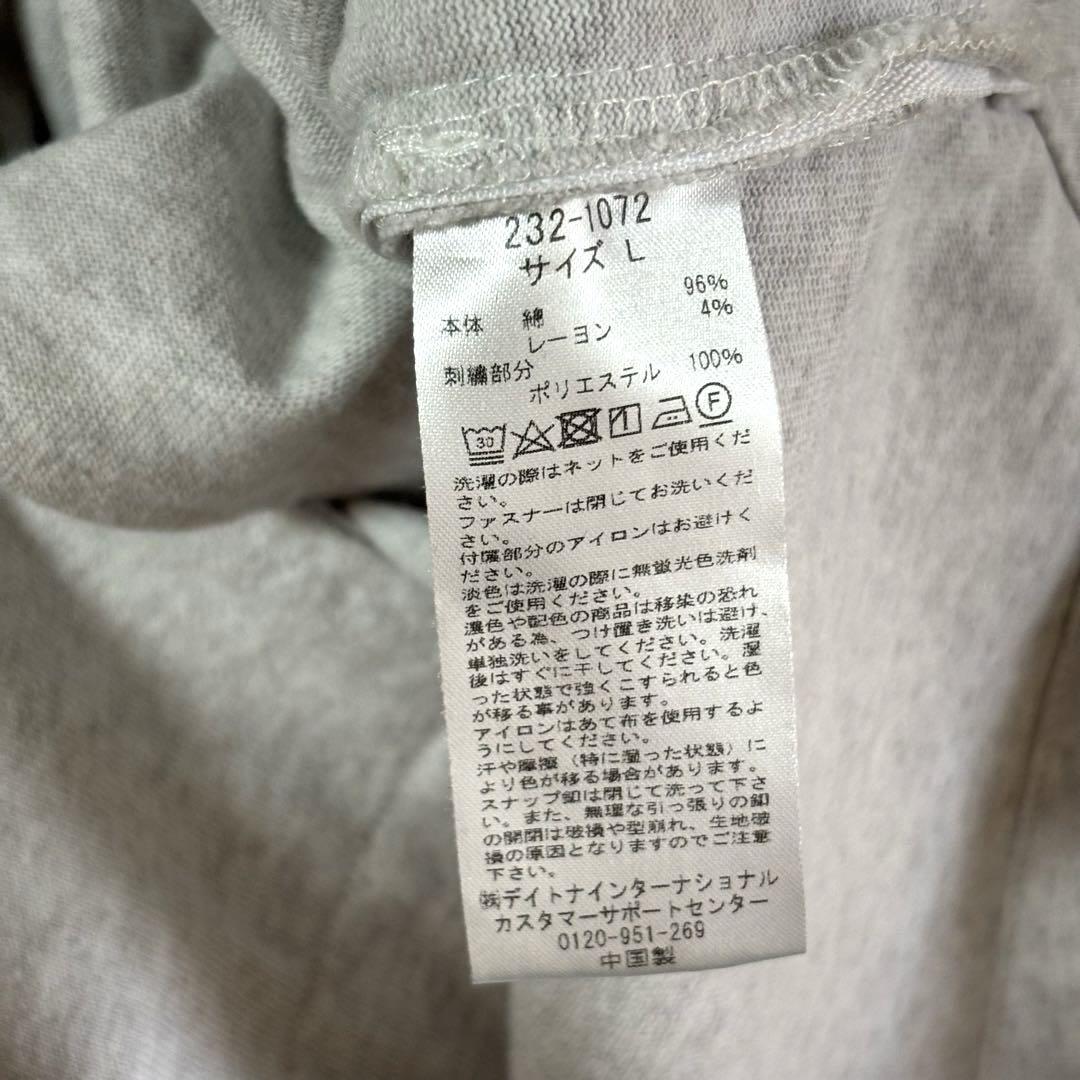 232-1072
サイズ L
本体 綿 96%
レーヨン 4%
刺繍部分
ポリエステル 100%
30
F
洗濯の際はネットをご使用くだ
さい。
ファスナーは閉じてお洗いくだ
さい。
付属部分のアイロンはお避けく
ださい。
淡色は洗濯の際に無蛍光色洗剤
をご使用ください。
濃色や配色の商品は移染の恐れ
がある為、つけ置き洗いは避け、
単独洗いをしてください。洗濯
後はすぐに干してください。湿
った状態で強くこすられると色
が移る事があります。
アイロンはあて布を使用するよ
うにしてください。
汗や摩擦（特に湿った状態）に
より色が移る場合があります。
スナップ釦は閉じて洗って下さ
い。また、無理な引っ張りの釦
の開閉は破損や型崩れ、生地破
損の原因となりますのでご注意
下さい。
㈱デイトナインターナショナル
カスタマーサポートセンター
0120-951-269
中国製